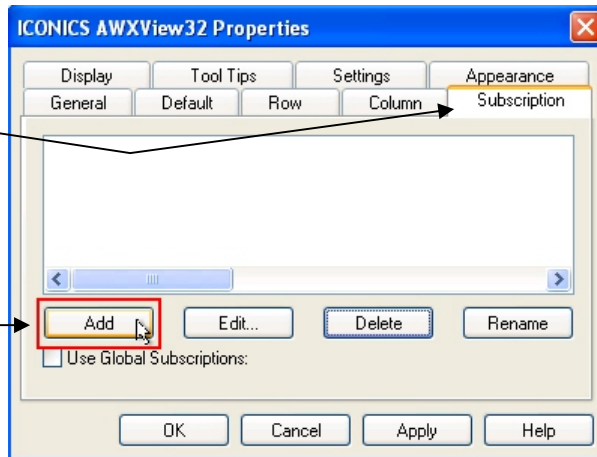 ICONICS AWXView32 Properties
Display Tool Tips Settings Appearance
General Default Row Column Subscription
Add Edit... Delete Rename
Use Global Subscriptions:
OK Cancel Apply Help